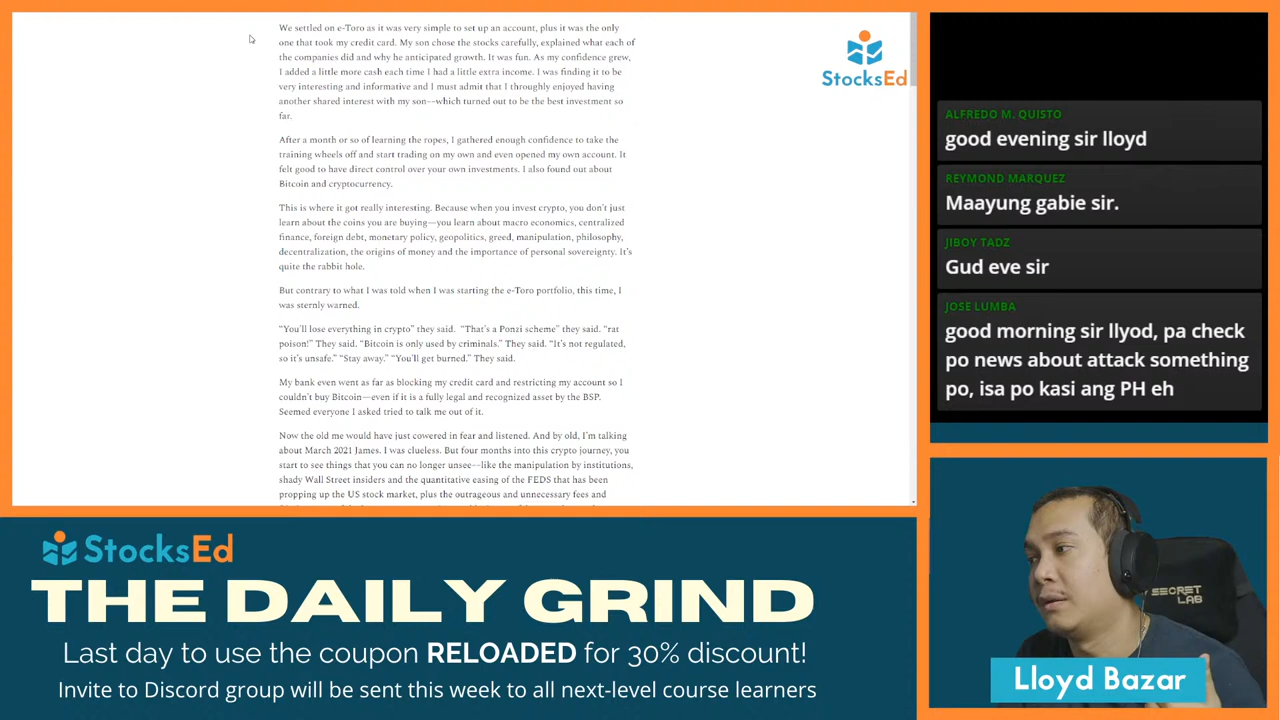 We settled on e-Toro as it was very simple to set up an account, plus it was the only
one that took my credit card. My son chose the stocks carefully, explained what each of
the companies did and why he anticipated growth. It was fun. As my confidence grew,
I added a little more cash each time I had a little extra income. I was finding it to be
very interesting and informative and I must admit that I throughly enjoyed having
another shared interest with my son––which turned out to be the best investment so
far.
After a month or so of learning the ropes, I gathered enough confidence to take the
training wheels off and start trading on my own and even opened my own account. It
felt good to have direct control over your own investments. I also found out about
Bitcoin and cryptocurrency.
This is where it got really interesting. Because when you invest crypto, you don't just
learn about the coins you are buying—you learn about macro economics, centralized
finance, foreign debt, monetary policy, geopolitics, greed, manipulation, philosophy,
decentralization, the origins of money and the importance of personal sovereignty. It's
quite the rabbit hole.
But contrary to what I was told when I was starting the e-Toro portfolio, this time, I
was sternly warned.
“You'll lose everything in crypto” they said. “That's a Ponzi scheme” they said. “rat
poison!” They said. “Bitcoin is only used by criminals.” They said. “It's not regulated,
so it's unsafe.” “Stay away.” “You'll get burned.” They said.
My bank even went as far as blocking my credit card and restricting my account so I
couldn't buy Bitcoin—even if it is a fully legal and recognized asset by the BSP.
Seemed everyone I asked tried to talk me out of it.
Now the old me would have just cowered in fear and listened. And by old, I'm talking
about March 2021 James. I was clueless. But four months into this crypto journey, you
start to see things that you can no longer unsee––like the manipulation by institutions,
shady Wall Street insiders and the quantitative easing of the FEDS that has been
propping up the US stock market, plus the outrageous and unnecessary fees and
StocksEd
ALFREDO M. QUISTO
good evening sir lloyd
REYMOND MARQUEZ
Maayung gabie sir.
JIBOY TADZ
Gud eve sir
JOSE LUMBA
good morning sir llyod, pa check
po news about attack something
po, isa po kasi ang PH eh
StocksEd
THE DAILY GRIND
Last day to use the coupon RELOADED for 30% discount!
Invite to Discord group will be sent this week to all next-level course learners
SECRET
LAB
Lloyd Bazar